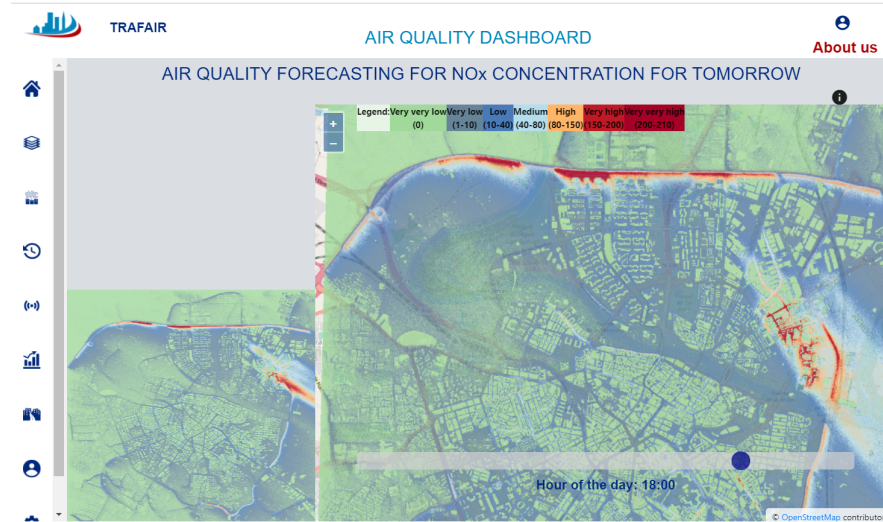 TRAFAIR
AIR QUALITY DASHBOARD
About us
AIR QUALITY FORECASTING FOR NOx CONCENTRATION FOR TOMORROW
+
−
Legend: Very very low Very low Low Medium High Very high Very very high
(0) (1-10) (10-40) (40-80) (80-150) (150-200) (200-210)
Hour of the day: 18:00
© OpenStreetMap contributo